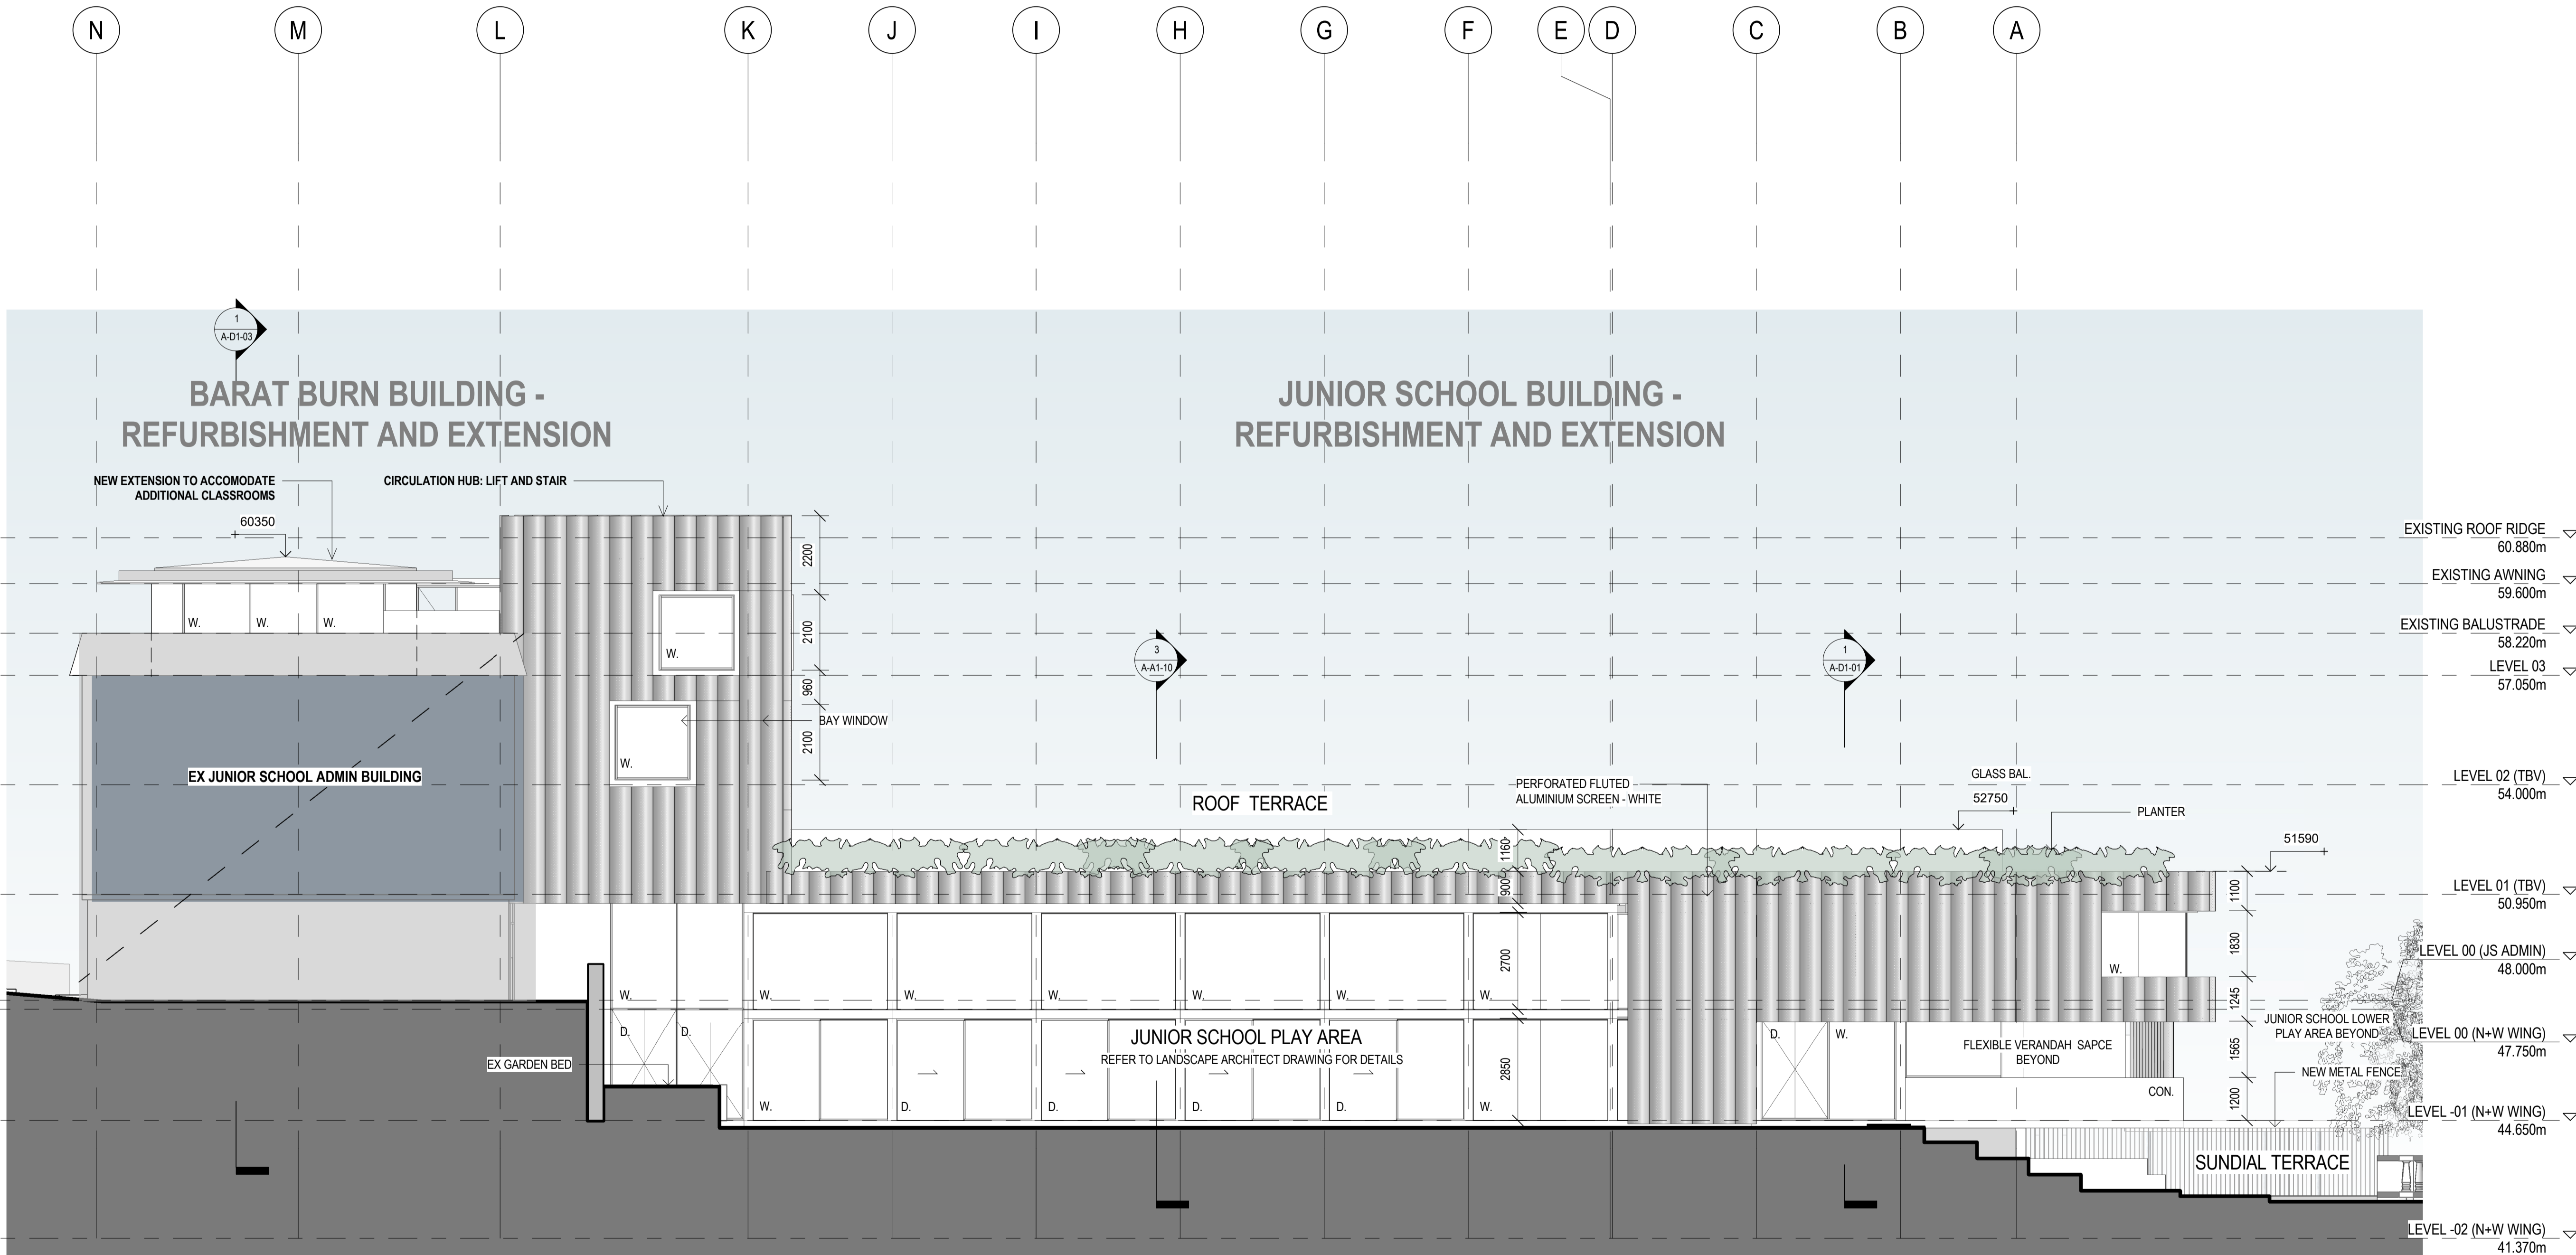 N M L K J I H G F E D C B A
1
A-D1-03
BARAT BURN BUILDING -
REFURBISHMENT AND EXTENSION
JUNIOR SCHOOL BUILDING -
REFURBISHMENT AND EXTENSION
NEW EXTENSION TO ACCOMODATE
ADDITIONAL CLASSROOMS
CIRCULATION HUB: LIFT AND STAIR
60350
2200
2100
960
2100
W.
W.
W.
W.
W.
BAY WINDOW
EX JUNIOR SCHOOL ADMIN BUILDING
3
A-A1-10
1
A-D1-01
ROOF TERRACE
PERFORATED FLUTED
ALUMINIUM SCREEN - WHITE
GLASS BAL.
52750
PLANTER
51590
1160
900
2700
2850
1100
1830
1245
1565
1200
W.
W. W. W. W. W. W. W.
D. D.
D. W.
JUNIOR SCHOOL PLAY AREA
REFER TO LANDSCAPE ARCHITECT DRAWING FOR DETAILS
EX GARDEN BED
W. D. D. D. D. W.
FLEXIBLE VERANDAH SAPCE
BEYOND
CON.
JUNIOR SCHOOL LOWER
PLAY AREA BEYOND
NEW METAL FENCE
SUNDIAL TERRACE
EXISTING ROOF RIDGE
60.880m
EXISTING AWNING
59.600m
EXISTING BALUSTRADE
58.220m
LEVEL 03
57.050m
LEVEL 02 (TBV)
54.000m
LEVEL 01 (TBV)
50.950m
LEVEL 00 (JS ADMIN)
48.000m
LEVEL 00 (N+W WING)
47.750m
LEVEL -01 (N+W WING)
44.650m
LEVEL -02 (N+W WING)
41.370m